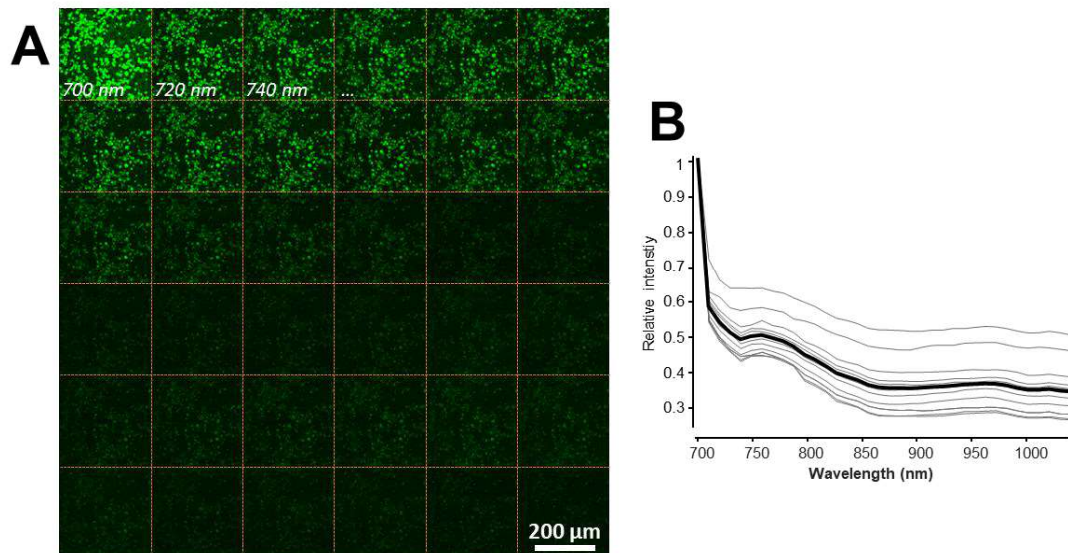 A
700 nm 720 nm 740 nm ...
200 µm
B
1
0.9
0.8
0.7
0.6
0.5
0.4
0.3
Relative intenstiy
700 750 800 850 900 950 1000
Wavelength (nm)